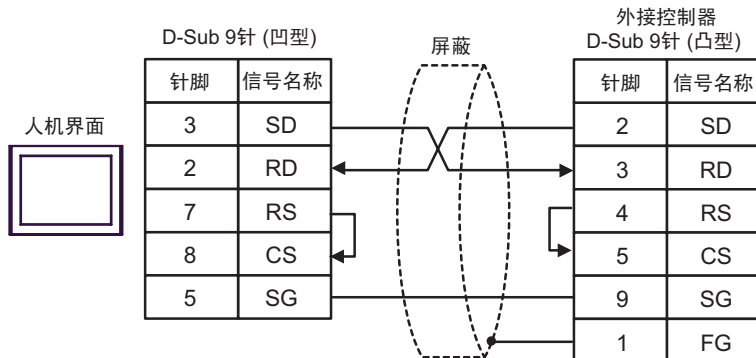 外接控制器
D-Sub 9针 (凹型)
屏蔽
D-Sub 9针 (凸型)
针脚 信号名称
针脚 信号名称
人机界面
3 SD
2 SD
2 RD
3 RD
7 RS
4 RS
8 CS
5 CS
5 SG
9 SG
1 FG